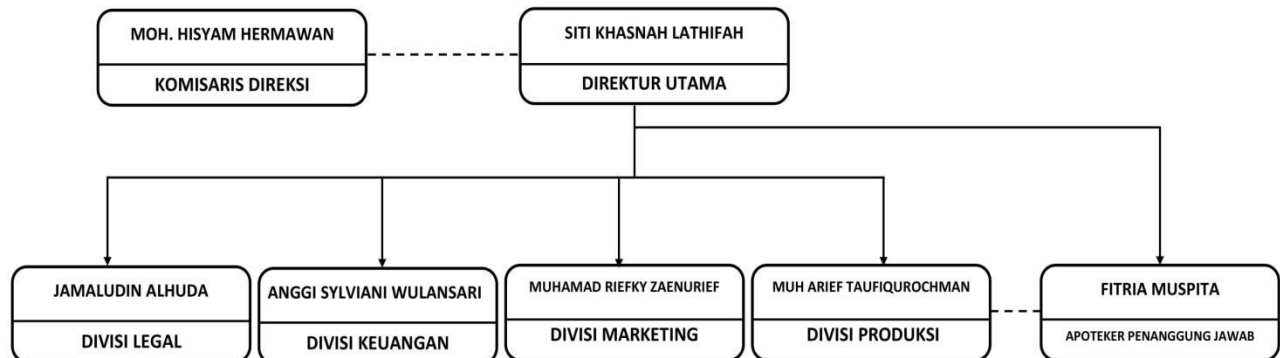 MOH. HISYAM HERMAWAN
KOMISARIS DIREKSI
SITI KHASNAH LATHIFAH
DIREKTUR UTAMA
JAMALUDIN ALHUDA
DIVISI LEGAL
ANGGI SYLVIANI WULANSARI
DIVISI KEUANGAN
MUHAMAD RIEFKY ZAENURIEF
DIVISI MARKETING
MUH ARIEF TAUFIQUROCHMAN
DIVISI PRODUKSI
FITRIA MUSPITA
APOTEKER PENANGGUNG JAWAB